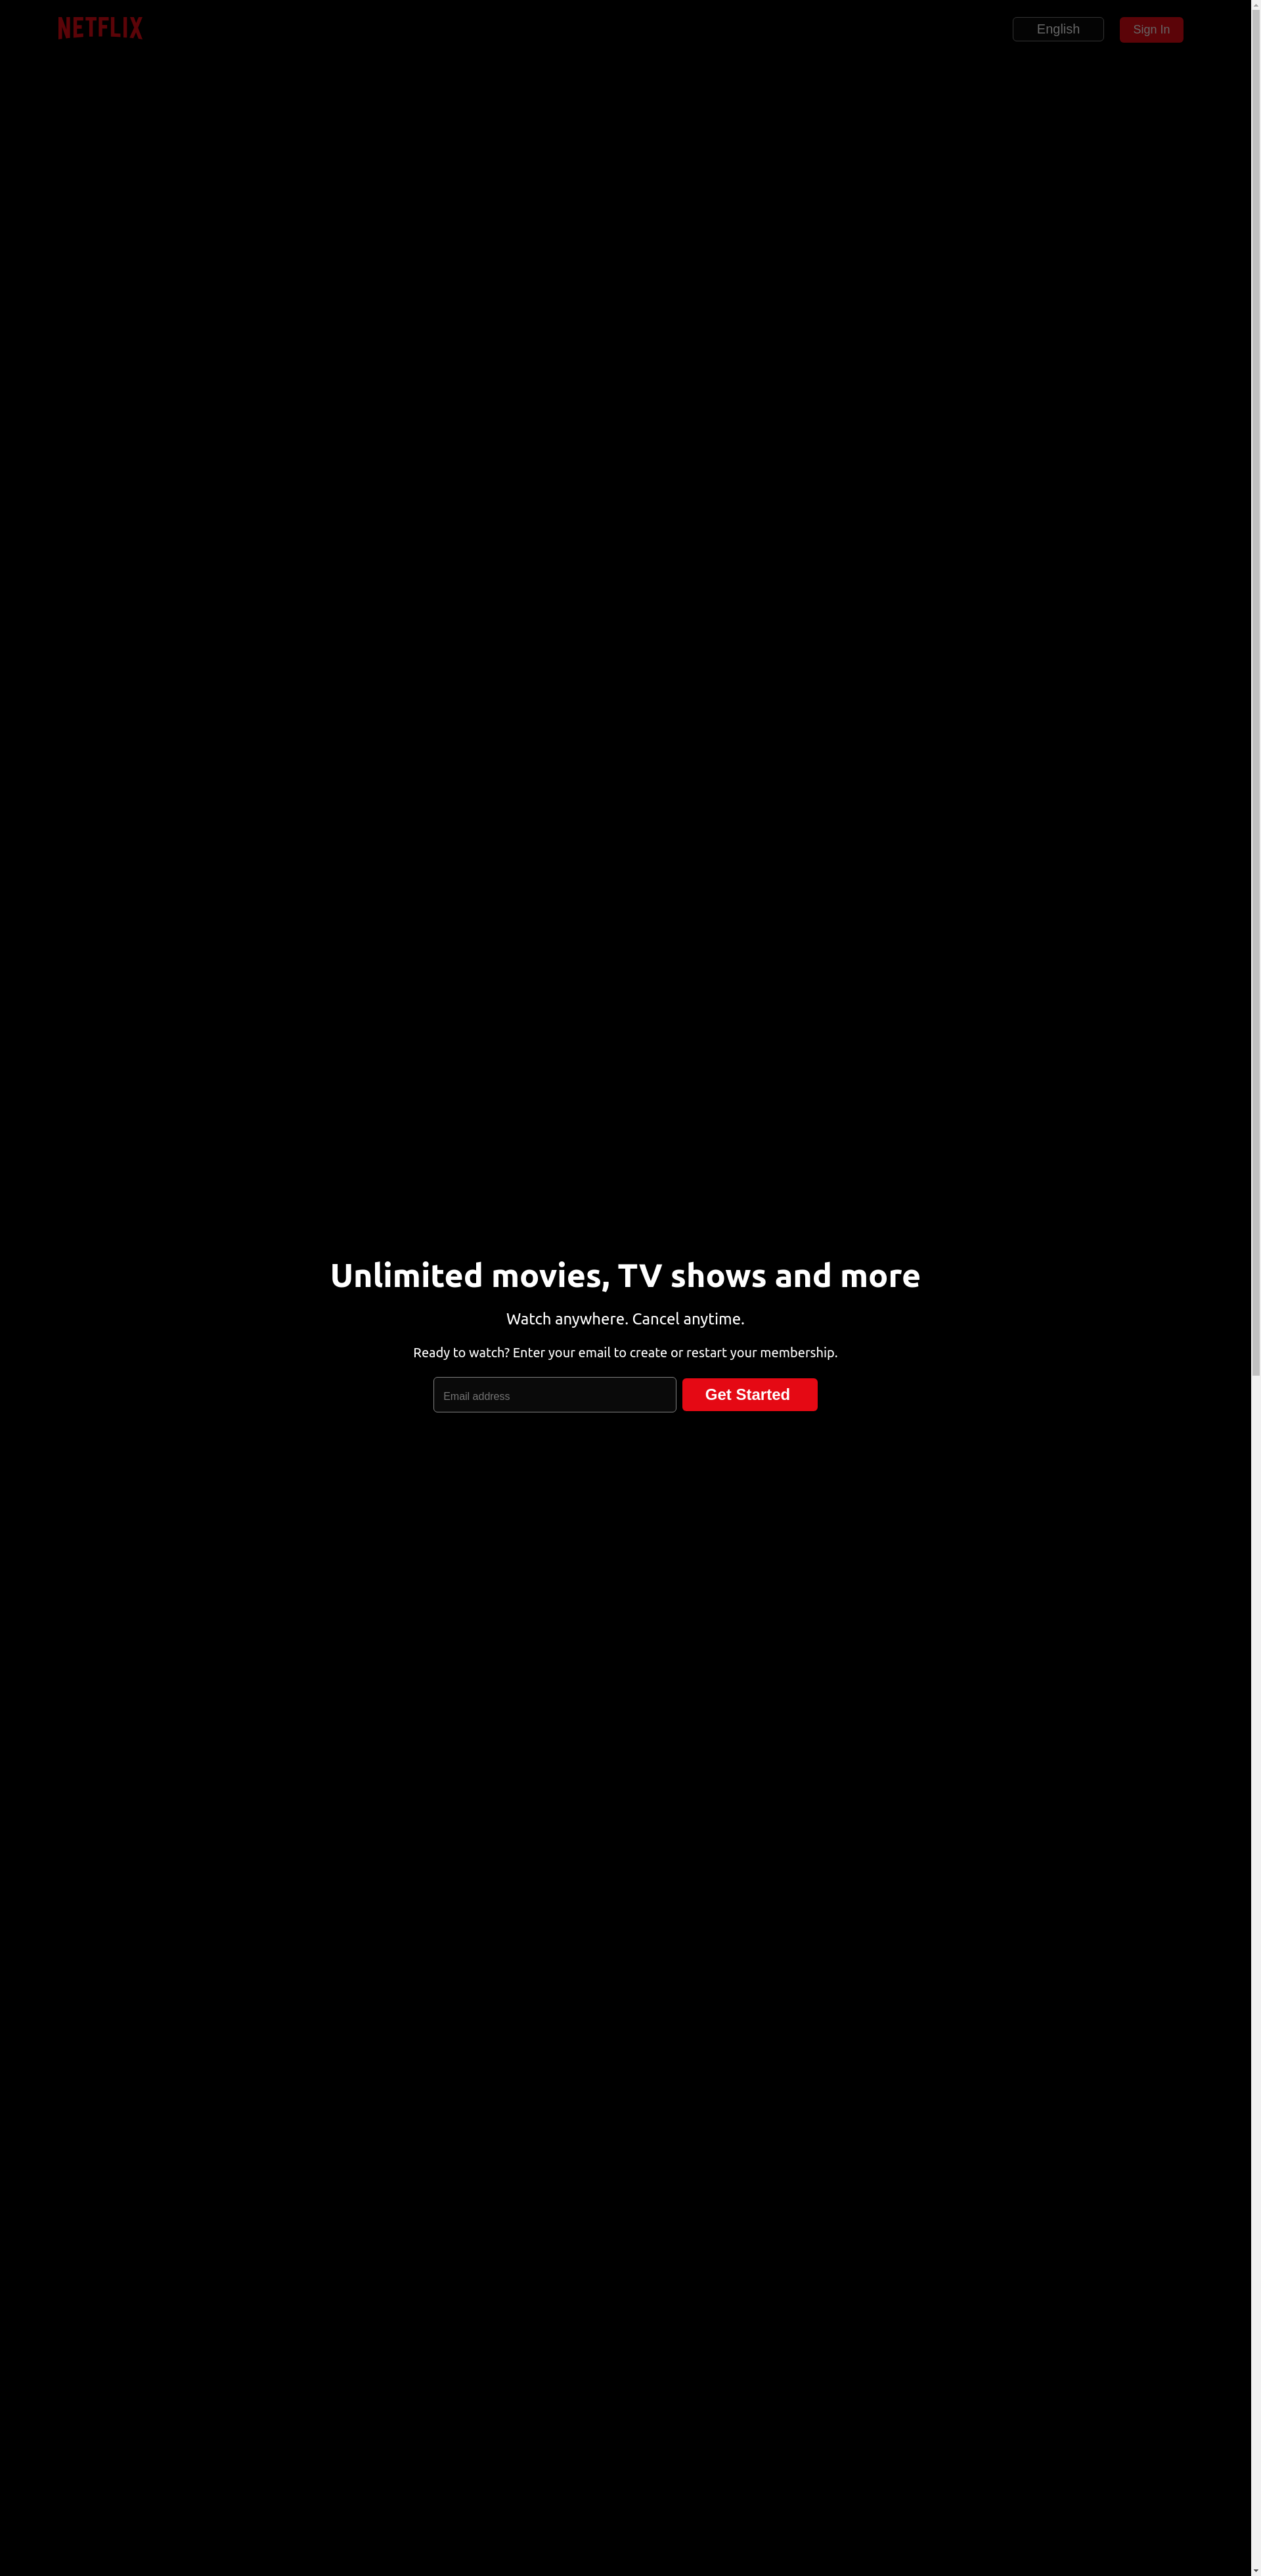 NETFLIX
English
Sign In
Unlimited movies, TV shows and more
Watch anywhere. Cancel anytime.
Ready to watch? Enter your email to create or restart your membership.
Email address
Get Started